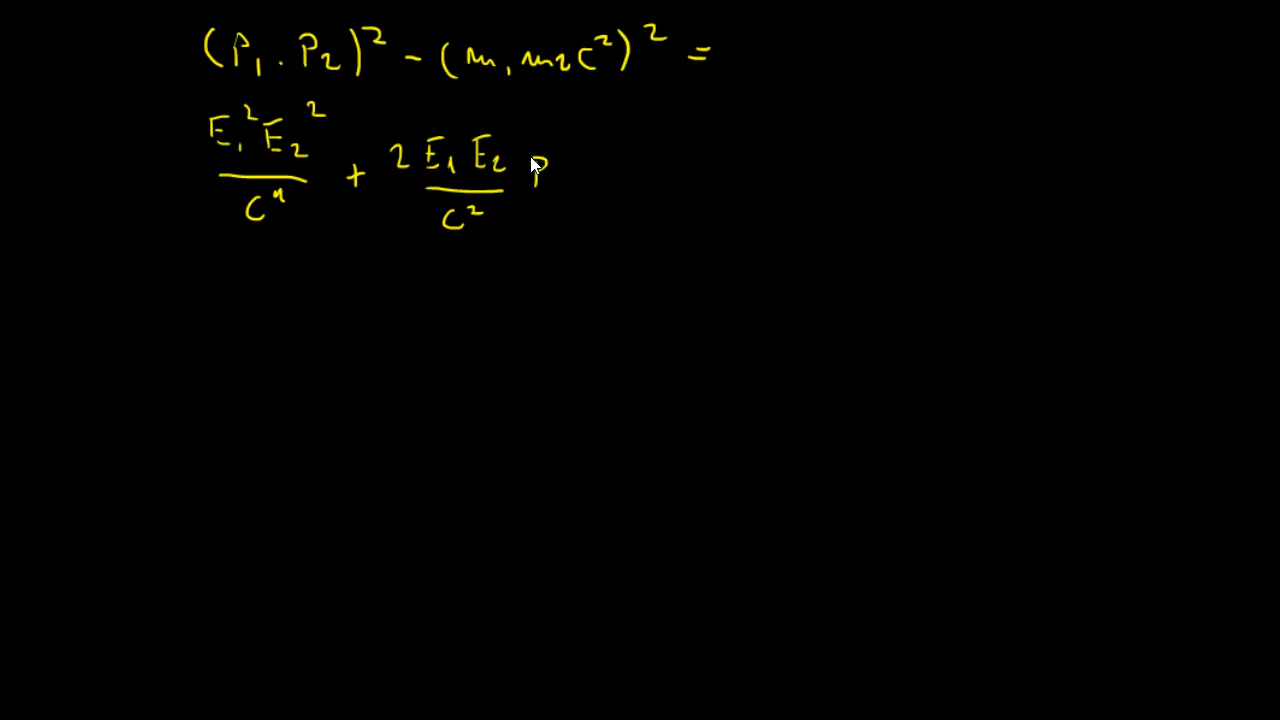 (P₁ · P₂)² - (m₁ m₂ c²)² =
E₁² E₂² / c⁴ + 2 E₁ E₂ / c² P